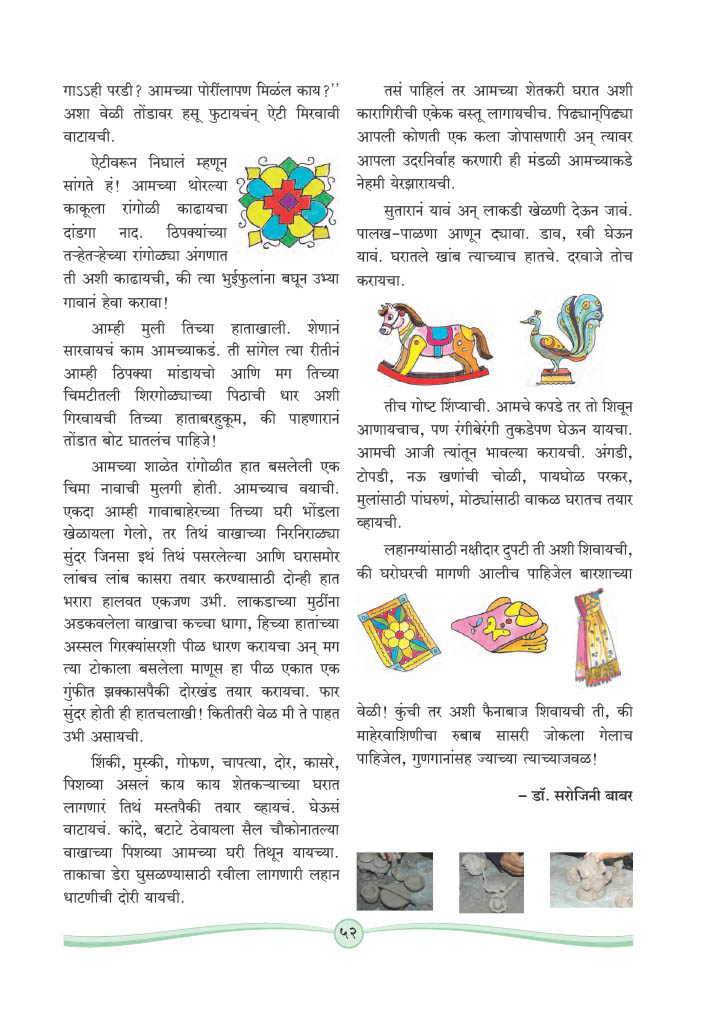 गाऽऽही परडी? आमच्या पोरींलापण मिळंल काय?’’
अशा वेळी तोंडावर हसू फुटायचंन् ऐटी मिरवावी
वाटायची.
ऐटीवरून निघालं म्हणून
सांगते हं! आमच्या थोरल्या
काकूला रांगोळी काढायचा
दांडगा नाद. ठिपक्यांच्या
तऱ्हेतऱ्हेच्या रांगोळ्या अंगणात
ती अशी काढायची, की त्या भुईफुलांना बघून उभ्या
गावानं हेवा करावा!
आम्ही मुली तिच्या हाताखाली. शेणानं
सारवायचं काम आमच्याकडं. ती सांगेल त्या रीतीनं
आम्ही ठिपक्या मांडायचो आणि मग तिच्या
चिमटीतली शिरगोळ्याच्या पिठाची धार अशी
गिरवायची तिच्या हाताबरहुकूम, की पाहणारानं
तोंडात बोट घातलंच पाहिजे!
आमच्या शाळेत रांगोळीत हात बसलेली एक
चिमा नावाची मुलगी होती. आमच्याच वयाची.
एकदा आम्ही गावाबाहेरच्या तिच्या घरी भोंडला
खेळायला गेलो, तर तिथं वाखाच्या निरनिराळ्या
सुंदर जिनसा इथं तिथं पसरलेल्या आणि घरासमोर
लांबच लांब कासरा तयार करण्यासाठी दोन्ही हात
भरारा हालवत एकजण उभी. लाकडाच्या मुठींना
अडकवलेला वाखाचा कच्चा धागा, हिच्या हातांच्या
अस्सल गिरक्यांसरशी पीळ धारण करायचा अन् मग
त्या टोकाला बसलेला माणूस हा पीळ एकात एक
गुंफीत झक्कासपैकी दोरखंड तयार करायचा. फार
सुंदर होती ही हातचलाखी! कितीतरी वेळ मी ते पाहत
उभी असायची.
शिंकी, मुस्की, गोफण, चापत्या, दोर, कासरे,
पिशव्या असलं काय काय शेतकऱ्याच्या घरात
लागणारं तिथं मस्तपैकी तयार व्हायचं. घेऊसं
वाटायचं. कांदे, बटाटे ठेवायला सैल चौकोनातल्या
वाखाच्या पिशव्या आमच्या घरी तिथून यायच्या.
ताकाचा डेरा घुसळण्यासाठी रवीला लागणारी लहान
धाटणीची दोरी यायची.
तसं पाहिलं तर आमच्या शेतकरी घरात अशी
कारागिरीची एकेक वस्तू लागायचीच. पिढ्यान्‌पिढ्या
आपली कोणती एक कला जोपासणारी अन् त्यावर
आपला उदरनिर्वाह करणारी ही मंडळी आमच्याकडे
नेहमी येरझारायची.
सुतारानं यावं अन् लाकडी खेळणी देऊन जावं.
पालख-पाळणा आणून द्यावा. डाव, रवी घेऊन
यावं. घरातले खांब त्याच्याच हातचे. दरवाजे तोच
करायचा.
तीच गोष्ट शिंप्याची. आमचे कपडे तर तो शिवून
आणायचाच, पण रंगीबेरंगी तुकडेपण घेऊन यायचा.
आमची आजी त्यांतून भावल्या करायची. अंगडी,
टोपडी, नऊ खणांची चोळी, पायघोळ परकर,
मुलांसाठी पांघरुणं, मोठ्यांसाठी वाकळ घरातच तयार
व्हायची.
लहानग्यांसाठी नक्षीदार दुपटी ती अशी शिवायची,
की घरोघरची मागणी आलीच पाहिजेल बारशाच्या
वेळी! कुंची तर अशी फैनाबाज शिवायची ती, की
माहेरवाशिणीचा रुबाब सासरी जोकला गेलाच
पाहिजेल, गुणगानांसह ज्याच्या त्याच्याजवळ!
– डॉ. सरोजिनी बाबर
५२